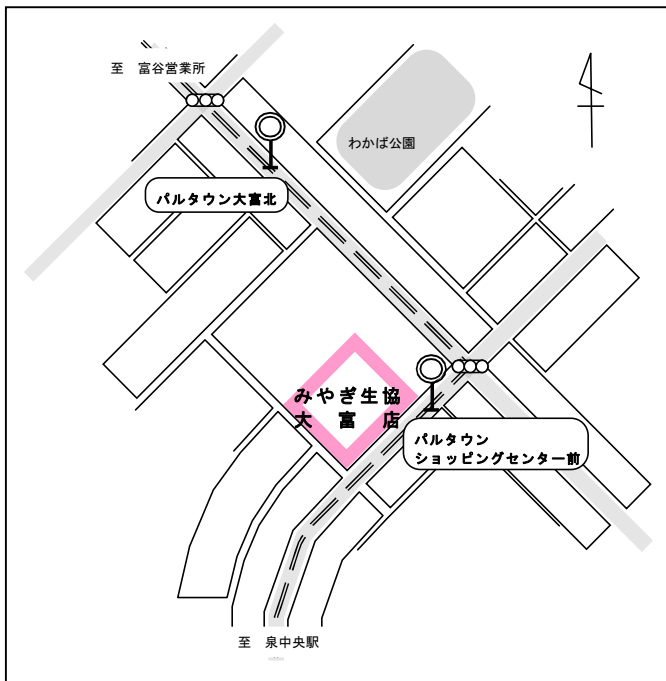 至　富谷営業所
わかば公園
パルタウン大富北
みやぎ生協
大　富　店
パルタウン
ショッピングセンター前
至　泉中央駅